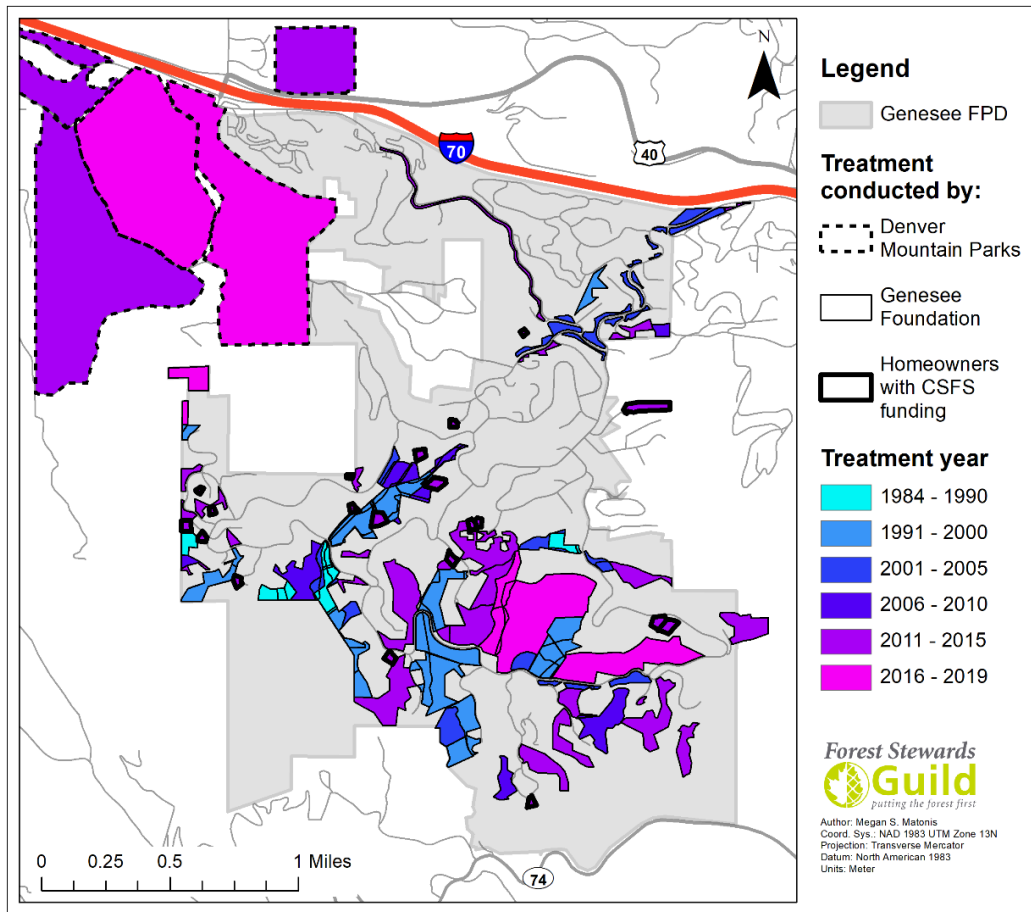 N
70
40
74
0 0.25 0.5 1 Miles
Legend
Genesee FPD
Treatment
conducted by:
Denver
Mountain Parks
Genesee
Foundation
Homeowners
with CSFS
funding
Treatment year
1984 - 1990
1991 - 2000
2001 - 2005
2006 - 2010
2011 - 2015
2016 - 2019
Forest Stewards
Guild
putting the forest first
Author: Megan S. Matonis
Coord. Sys.: NAD 1983 UTM Zone 13N
Projection: Transverse Mercator
Datum: North American 1983
Units: Meter